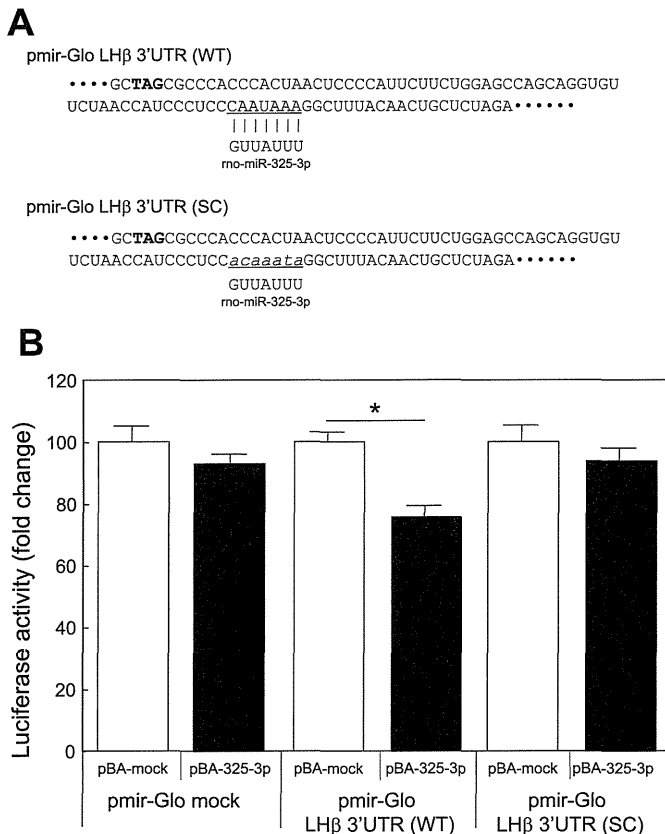 A
pmir-Glo LHβ 3'UTR (WT)
••••GCTAGCGCCCACCCACUAACUCCCCAUUCUUCUGGAGCCAGCAGGUGU
UCUAACCAUCCCUCCCAAUAAAGGCUUUACAACUGCUCUAGA••••••
GUUAUUU
rno-miR-325-3p
pmir-Glo LHβ 3'UTR (SC)
••••GCTAGCGCCCACCCACUAACUCCCCAUUCUUCUGGAGCCAGCAGGUGU
UCUAACCAUCCCUCCacaaataGGCUUUACAACUGCUCUAGA••••••
GUUAUUU
rno-miR-325-3p
B
Luciferase activity (fold change)
120
100
80
60
40
20
0
*
pBA-mock pBA-325-3p pBA-mock pBA-325-3p pBA-mock pBA-325-3p
pmir-Glo mock
pmir-Glo
LHβ 3'UTR (WT)
pmir-Glo
LHβ 3'UTR (SC)